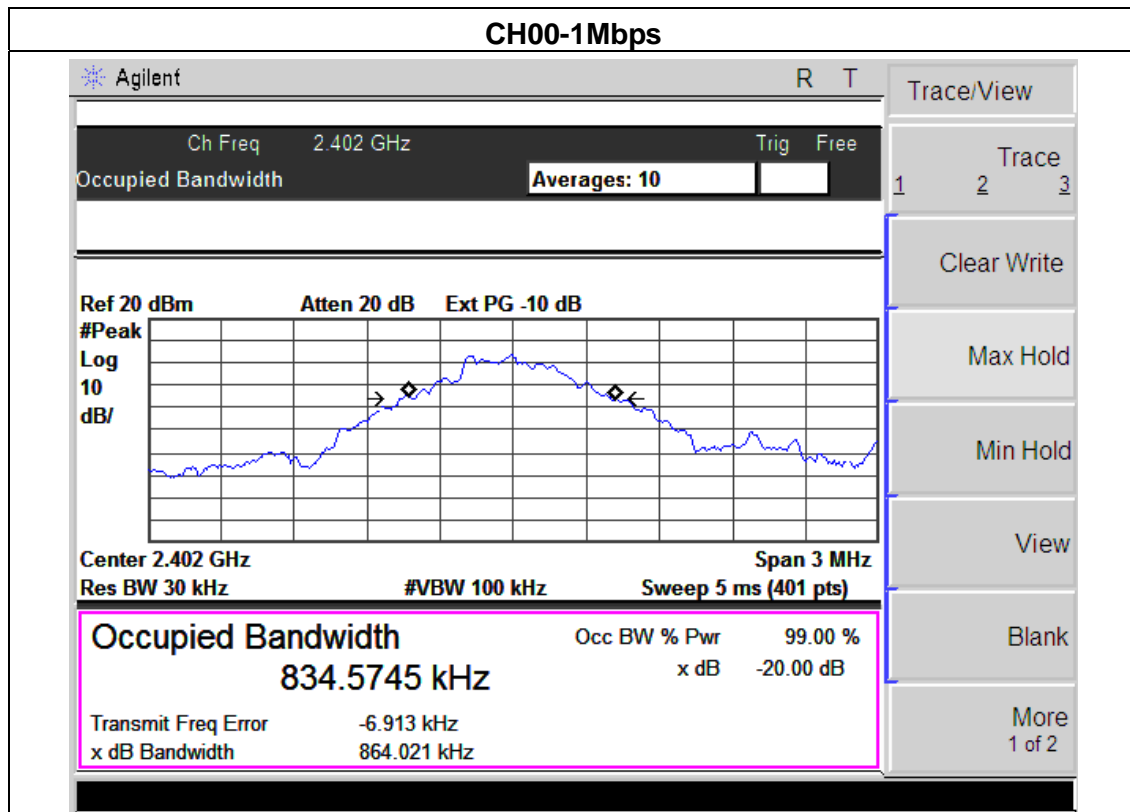 CH00-1Mbps
Agilent R T
Trace/View
Ch Freq 2.402 GHz Trig Free
Occupied Bandwidth Averages: 10
Trace
1 2 3
Clear Write
Ref 20 dBm Atten 20 dB Ext PG -10 dB
#Peak
Log
10
dB/
Max Hold
Min Hold
View
Center 2.402 GHz Span 3 MHz
Res BW 30 kHz #VBW 100 kHz Sweep 5 ms (401 pts)
Occupied Bandwidth Occ BW % Pwr 99.00 %
834.5745 kHz x dB -20.00 dB
Blank
Transmit Freq Error -6.913 kHz
x dB Bandwidth 864.021 kHz
More
1 of 2